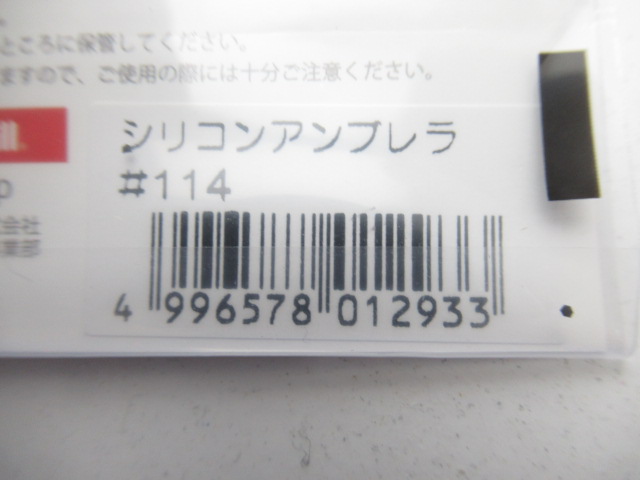 ところに保管してください。
ますので、ご使用の際には十分ご注意ください。
シリコンアンブレラ
#114
会社
4 996578 012933